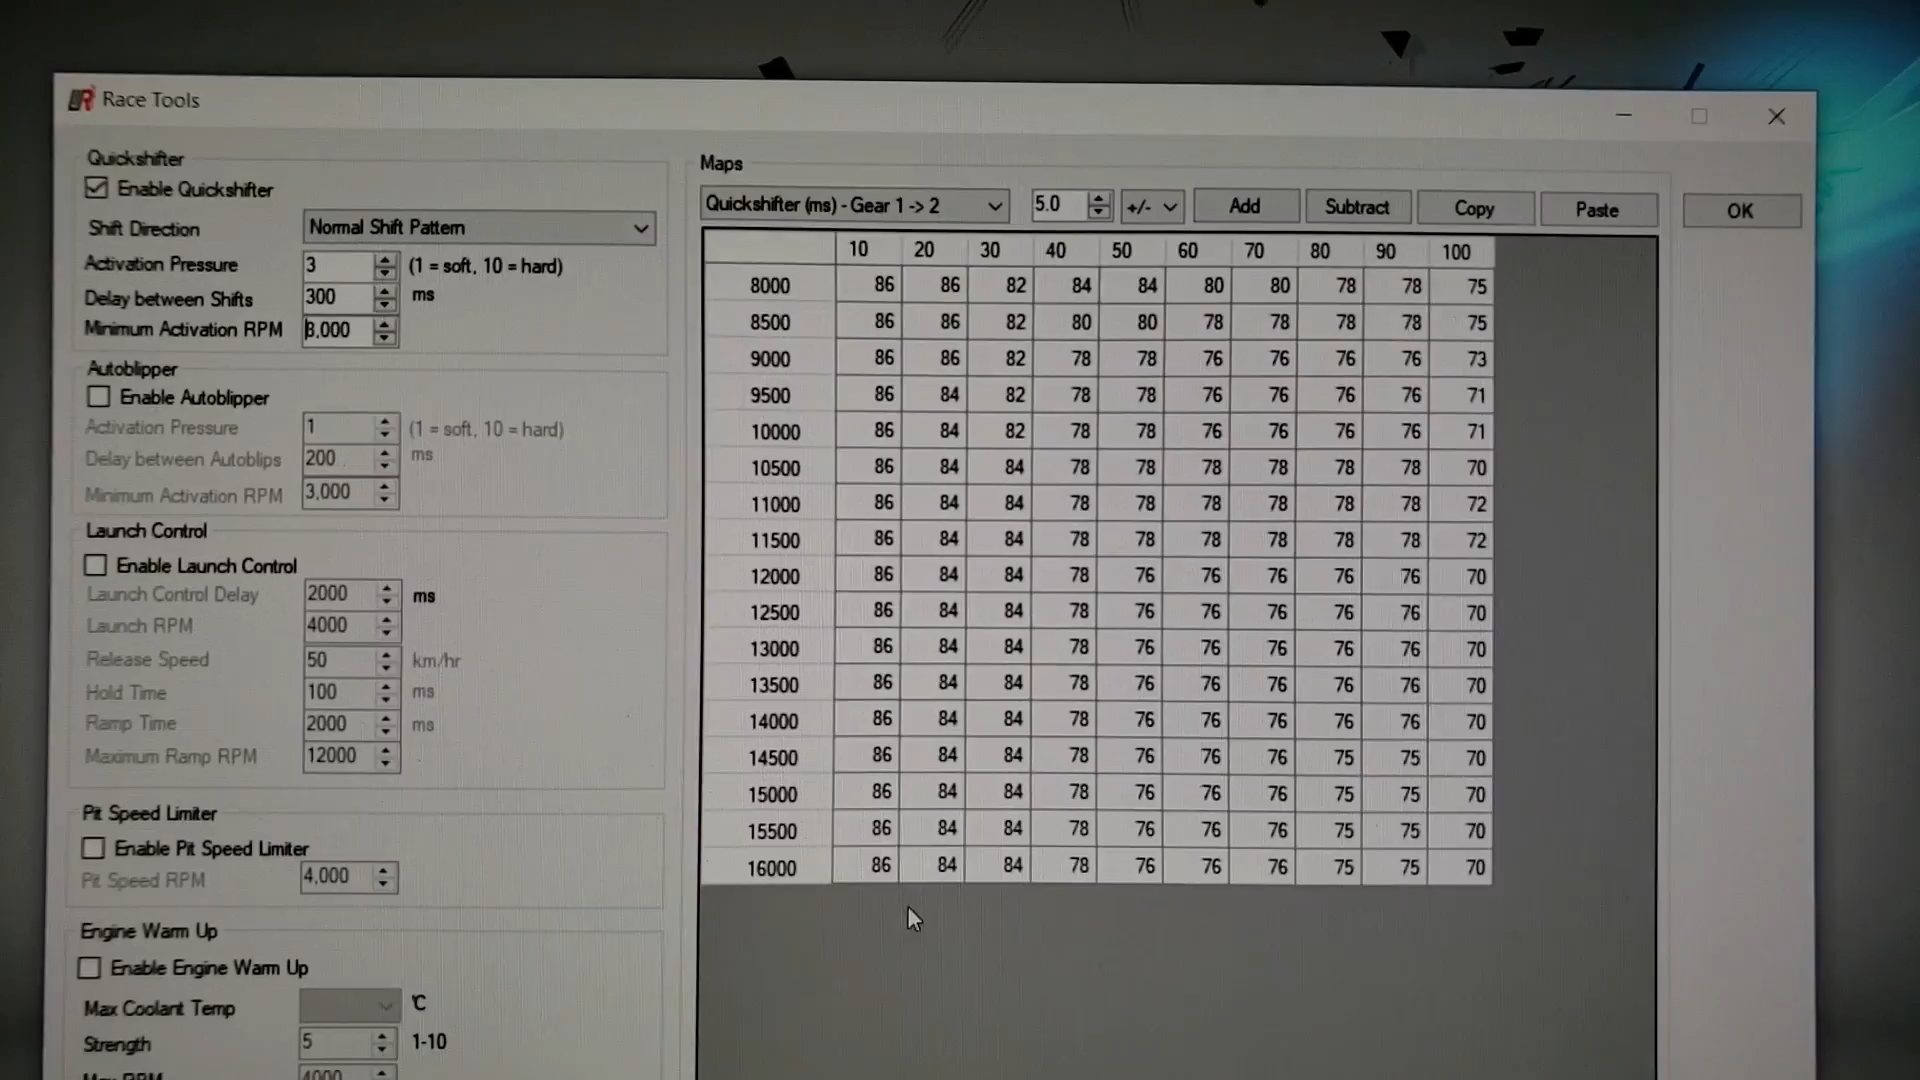 Race Tools
Quickshifter
Enable Quickshifter
Shift Direction Normal Shift Pattern
Activation Pressure 3 (1 = soft, 10 = hard)
Delay between Shifts 300 ms
Minimum Activation RPM 8,000
Autoblipper
Enable Autoblipper
Activation Pressure 1 (1 = soft, 10 = hard)
Delay between Autoblips 200 ms
Minimum Activation RPM 3,000
Launch Control
Enable Launch Control
Launch Control Delay 2000 ms
Launch RPM 4000
Release Speed 50 km/hr
Hold Time 100 ms
Ramp Time 2000 ms
Maximum Ramp RPM 12000
Pit Speed Limiter
Enable Pit Speed Limiter
Pit Speed RPM 4,000
Engine Warm Up
Enable Engine Warm Up
Max Coolant Temp °C
Strength 5 1-10
Max RPM 4000
Maps
Quickshifter (ms) - Gear 1 -> 2 5.0 +/- Add Subtract Copy Paste OK
10 20 30 40 50 60 70 80 90 100
8000 86 86 82 84 84 80 80 78 78 75
8500 86 86 82 80 80 78 78 78 78 75
9000 86 86 82 78 78 76 76 76 76 73
9500 86 84 82 78 78 76 76 76 76 71
10000 86 84 82 78 78 76 76 76 76 71
10500 86 84 84 78 78 78 78 78 78 70
11000 86 84 84 78 78 78 78 78 78 72
11500 86 84 84 78 78 78 78 78 78 72
12000 86 84 84 78 76 76 76 76 76 70
12500 86 84 84 78 76 76 76 76 76 70
13000 86 84 84 78 76 76 76 76 76 70
13500 86 84 84 78 76 76 76 76 76 70
14000 86 84 84 78 76 76 76 76 76 70
14500 86 84 84 78 76 76 76 75 75 70
15000 86 84 84 78 76 76 76 75 75 70
15500 86 84 84 78 76 76 76 75 75 70
16000 86 84 84 78 76 76 76 75 75 70